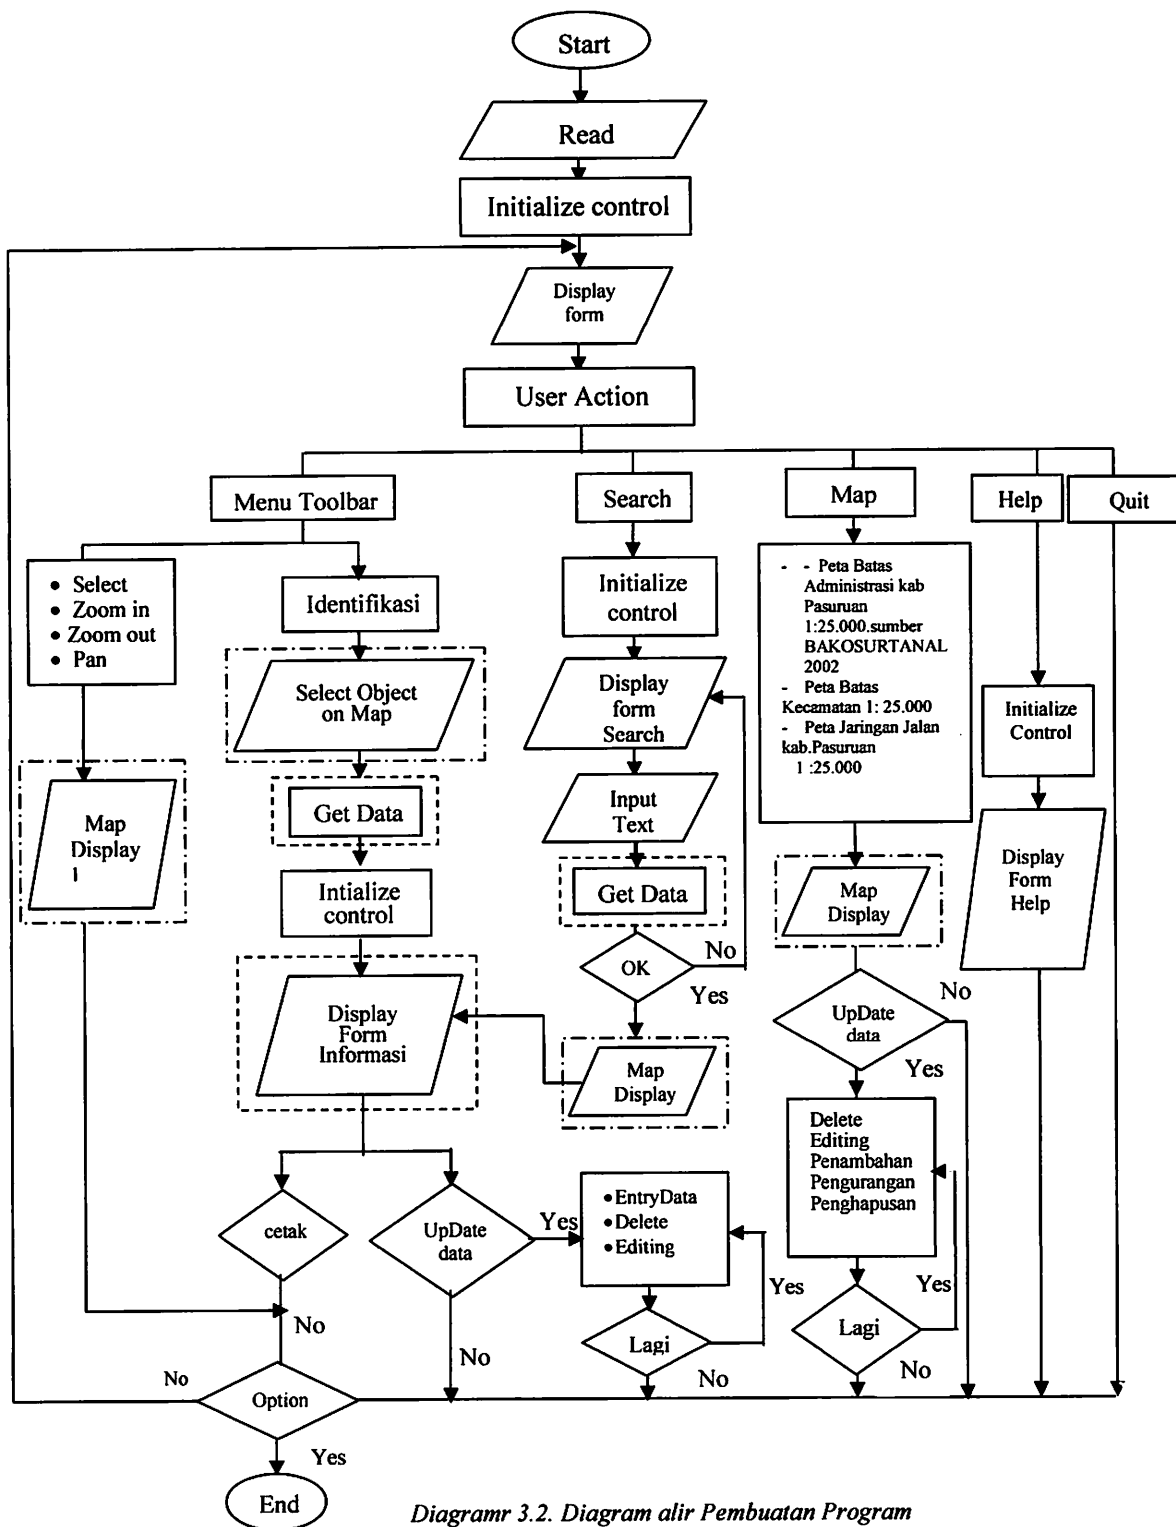 Start
Read
Initialize control
Display
form
User Action
Menu Toolbar
Search
Map
Help
Quit
• Select
• Zoom in
• Zoom out
• Pan
Identifikasi
Select Object
on Map
Get Data
Intialize
control
Display
Form
Informasi
Map
Display
Initialize
control
Display
form
Search
Input
Text
Get Data
OK
No
Yes
Map
Display
- - Peta Batas
Administrasi kab
Pasuruan
1:25.000.sumber
BAKOSURTANAL
2002
- Peta Batas
Kecamatan 1: 25.000
- Peta Jaringan Jalan
kab.Pasuruan
1 :25.000
Map
Display
UpDate
data
No
Yes
Delete
Editing
Penambahan
Pengurangan
Penghapusan
Yes
Lagi
No
Initialize
Control
Display
Form
Help
cetak
No
UpDate
data
Yes
No
•EntryData
•Delete
•Editing
Yes
Lagi
No
No
Option
Yes
End
Diagramr 3.2. Diagram alir Pembuatan Program